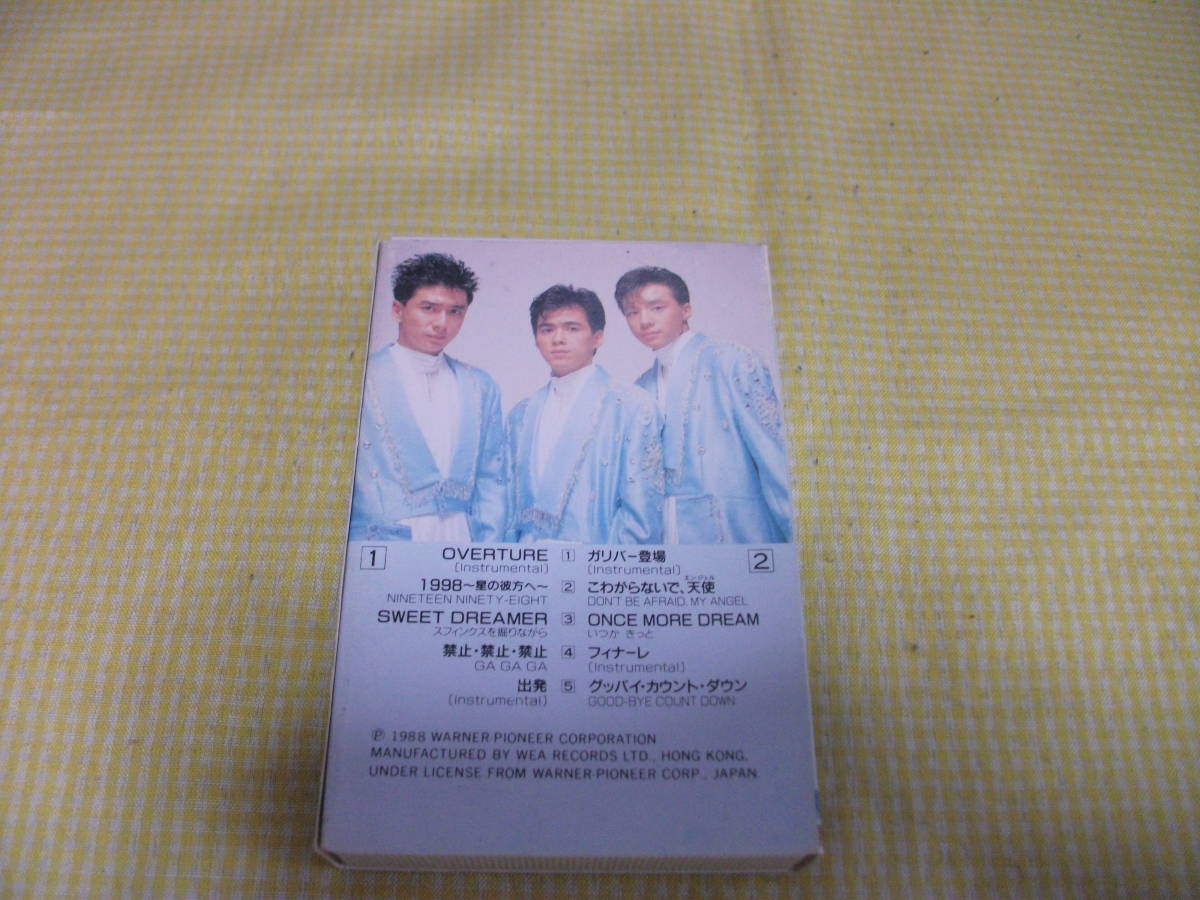 1
OVERTURE
(Instrumental)
1998〜星の彼方へ〜
NINETEEN NINETY-EIGHT
SWEET DREAMER
スフィンクスを掘りながら
禁止・禁止・禁止
GA GA GA
出発
(Instrumental)
1
2
3
4
5
2
ガリバー登場
(Instrumental)
エンジェル
こわがらないで、天使
DON'T BE AFRAID, MY ANGEL
ONCE MORE DREAM
いつか きっと
フィナーレ
(Instrumental)
グッバイ・カウント・ダウン
GOOD-BYE COUNT DOWN
℗ 1988 WARNER-PIONEER CORPORATION
MANUFACTURED BY WEA RECORDS LTD., HONG KONG.
UNDER LICENSE FROM WARNER-PIONEER CORP., JAPAN.